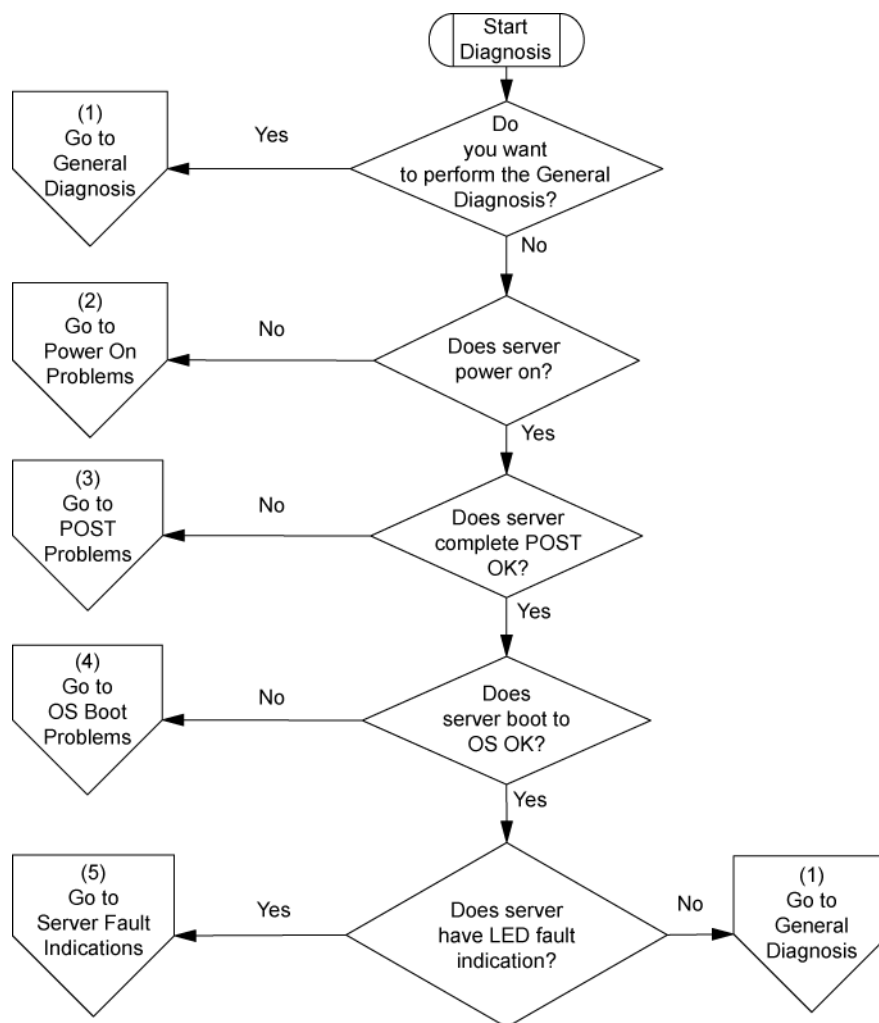 Start
Diagnosis
(1)
Go to
General
Diagnosis
Yes
Do
you want
to perform the General
Diagnosis?
No
(2)
Go to
Power On
Problems
No
Does server
power on?
Yes
(3)
Go to
POST
Problems
No
Does server
complete POST
OK?
Yes
(4)
Go to
OS Boot
Problems
No
Does
server boot to
OS OK?
Yes
(5)
Go to
Server Fault
Indications
Yes
Does server
have LED fault
indication?
No
(1)
Go to
General
Diagnosis